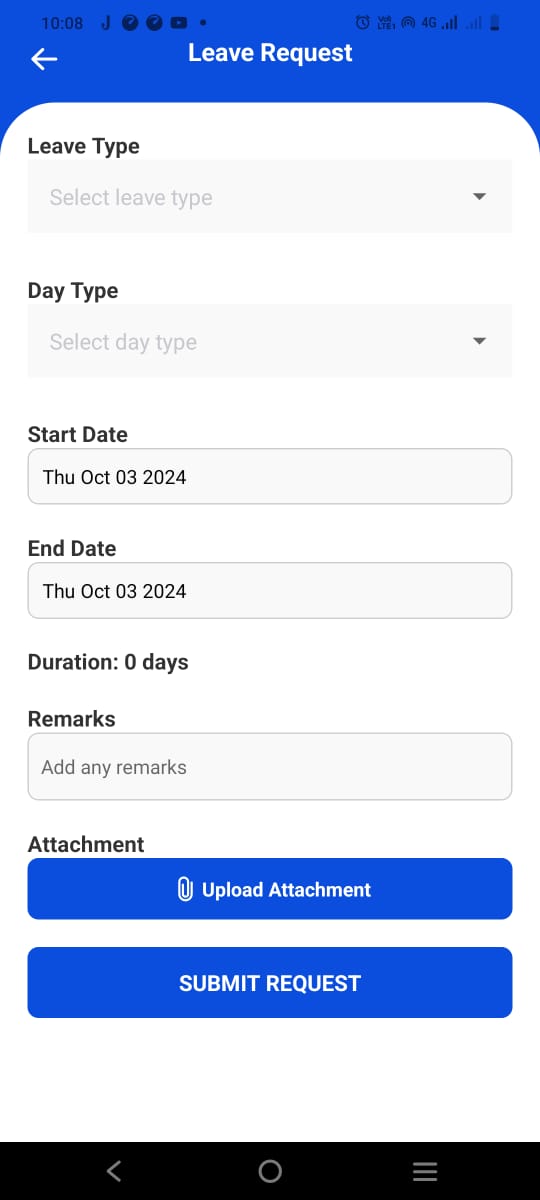 10:08
4G
Leave Request
Leave Type
Select leave type
Day Type
Select day type
Start Date
Thu Oct 03 2024
End Date
Thu Oct 03 2024
Duration: 0 days
Remarks
Add any remarks
Attachment
Upload Attachment
SUBMIT REQUEST